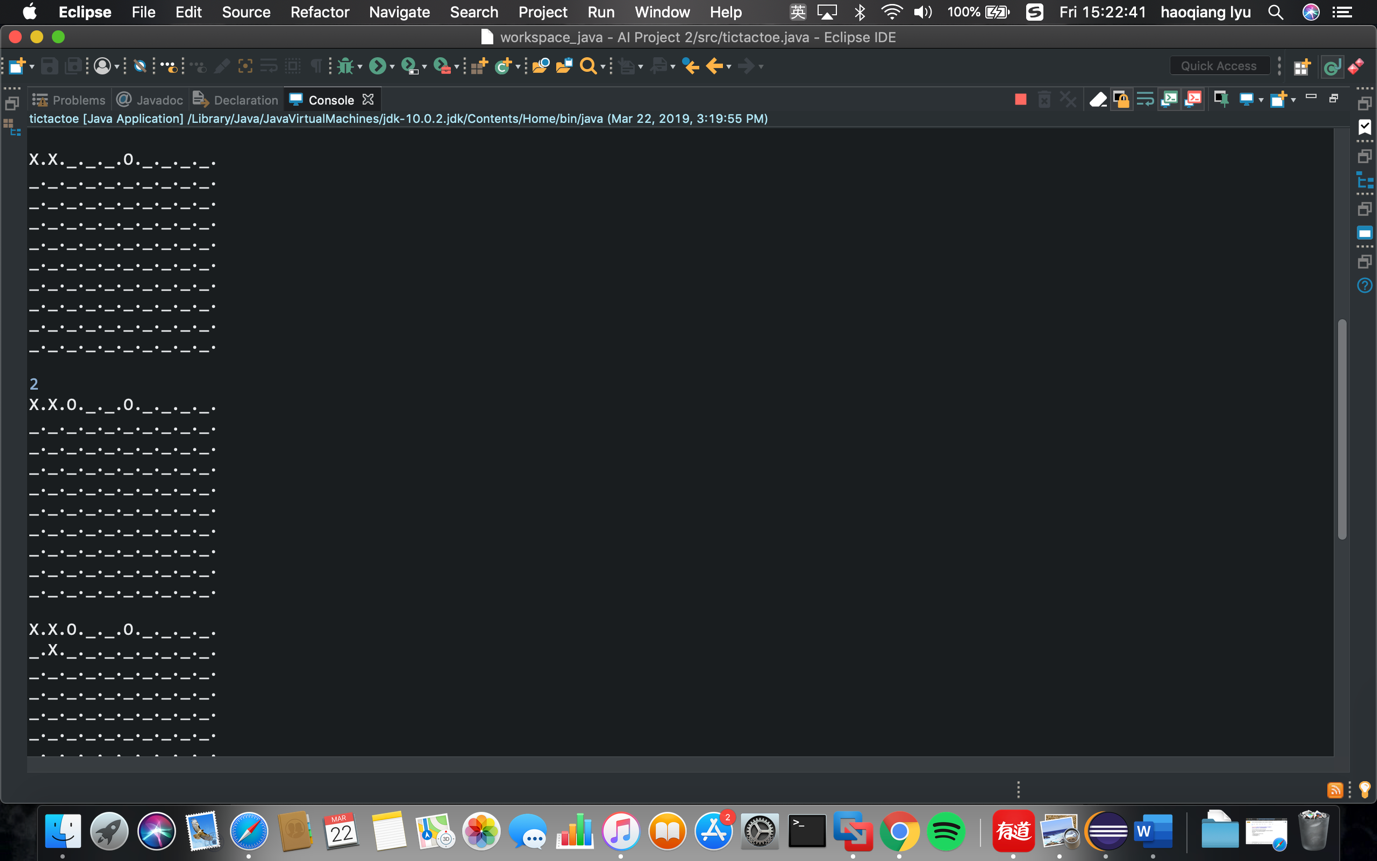 Eclipse File Edit Source Refactor Navigate Search Project Run Window Help 英 100% S Fri 15:22:41 haoqiang lyu
workspace_java - AI Project 2/src/tictactoe.java - Eclipse IDE
Quick Access
Problems @ Javadoc Declaration Console
tictactoe [Java Application] /Library/Java/JavaVirtualMachines/jdk-10.0.2.jdk/Contents/Home/bin/java (Mar 22, 2019, 3:19:55 PM)
X.X._._._.O._._._._.
_._._._._._._._._._.
_._._._._._._._._._.
_._._._._._._._._._.
_._._._._._._._._._.
_._._._._._._._._._.
_._._._._._._._._._.
_._._._._._._._._._.
_._._._._._._._._._.
_._._._._._._._._._.
2
X.X.O._._.O._._._._.
_._._._._._._._._._.
_._._._._._._._._._.
_._._._._._._._._._.
_._._._._._._._._._.
_._._._._._._._._._.
_._._._._._._._._._.
_._._._._._._._._._.
_._._._._._._._._._.
_._._._._._._._._._.
X.X.O._._.O._._._._.
_.X._._._._._._._._.
_._._._._._._._._._.
_._._._._._._._._._.
_._._._._._._._._._.
_._._._._._._._._._.
MAR
22
2
有道
W